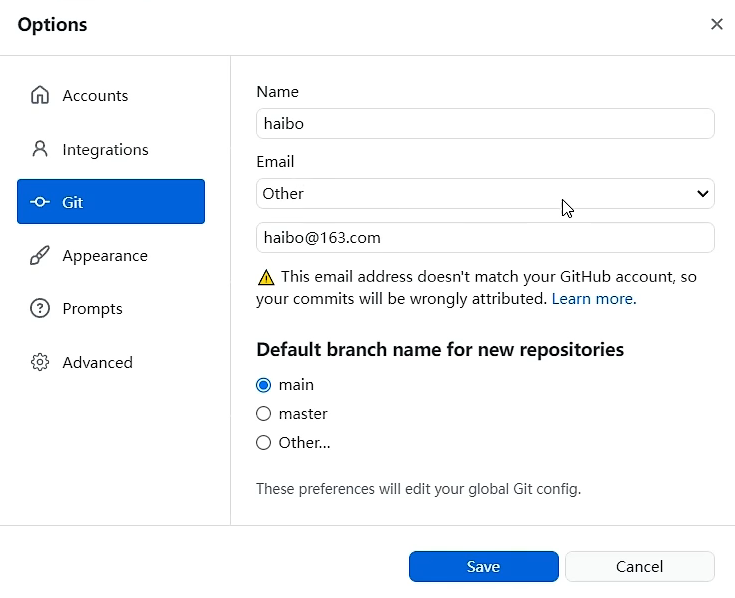 Options
Accounts
Integrations
Git
Appearance
Prompts
Advanced
Name
haibo
Email
Other
haibo@163.com
This email address doesn't match your GitHub account, so
your commits will be wrongly attributed. Learn more.
Default branch name for new repositories
main
master
Other...
These preferences will edit your global Git config.
Save
Cancel